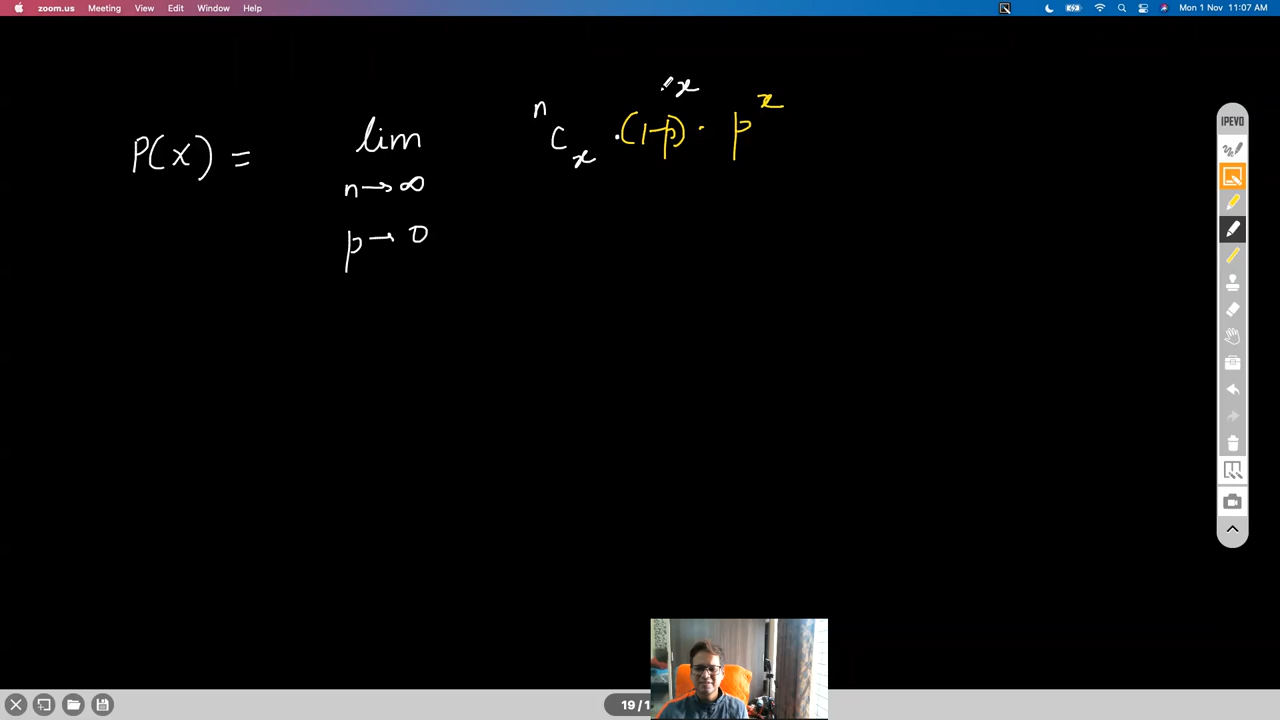 zoom.us Meeting View Edit Window Help Mon 1 Nov 11:07 AM
P(X) = lim ⁿCₓ · (1-p) ˣ · pˣ
n → ∞
p → 0
IPEVO
19/1